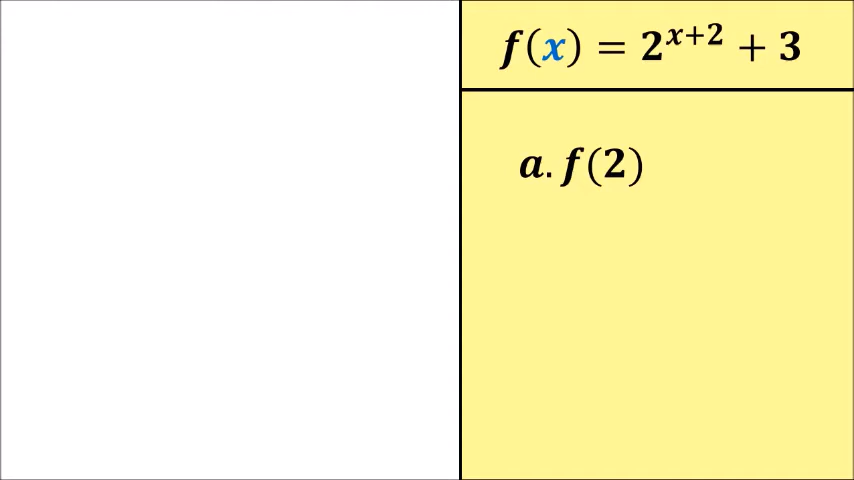 f(x) = 2^{x+2} + 3
a. f(2)